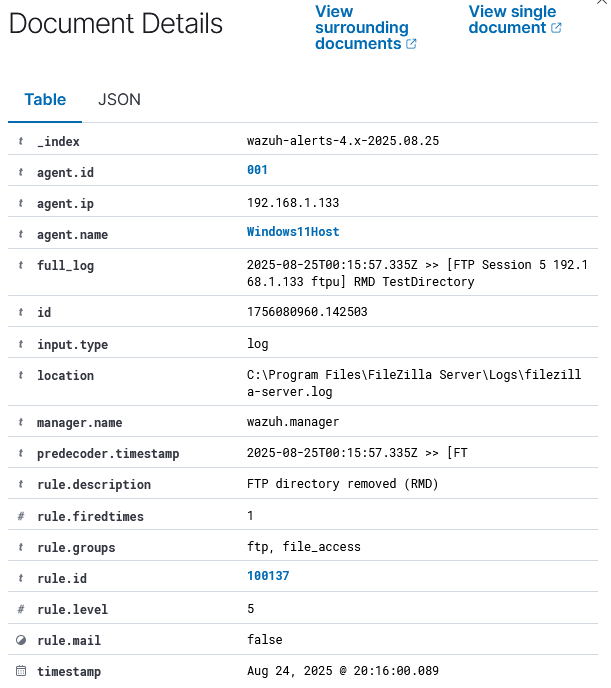 Document Details
View
surrounding
documents
View single
document
Table
JSON
t _index wazuh-alerts-4.x-2025.08.25
t agent.id 001
t agent.ip 192.168.1.133
t agent.name Windows11Host
t full_log 2025-08-25T00:15:57.335Z >> [FTP Session 5 192.1
68.1.133 ftpu] RMD TestDirectory
t id 1756080960.142503
t input.type log
t location C:\Program Files\FileZilla Server\Logs\filezill
a-server.log
t manager.name wazuh.manager
t predecoder.timestamp 2025-08-25T00:15:57.335Z >> [FT
t rule.description FTP directory removed (RMD)
# rule.firedtimes 1
t rule.groups ftp, file_access
t rule.id 100137
# rule.level 5
rule.mail false
timestamp Aug 24, 2025 @ 20:16:00.089